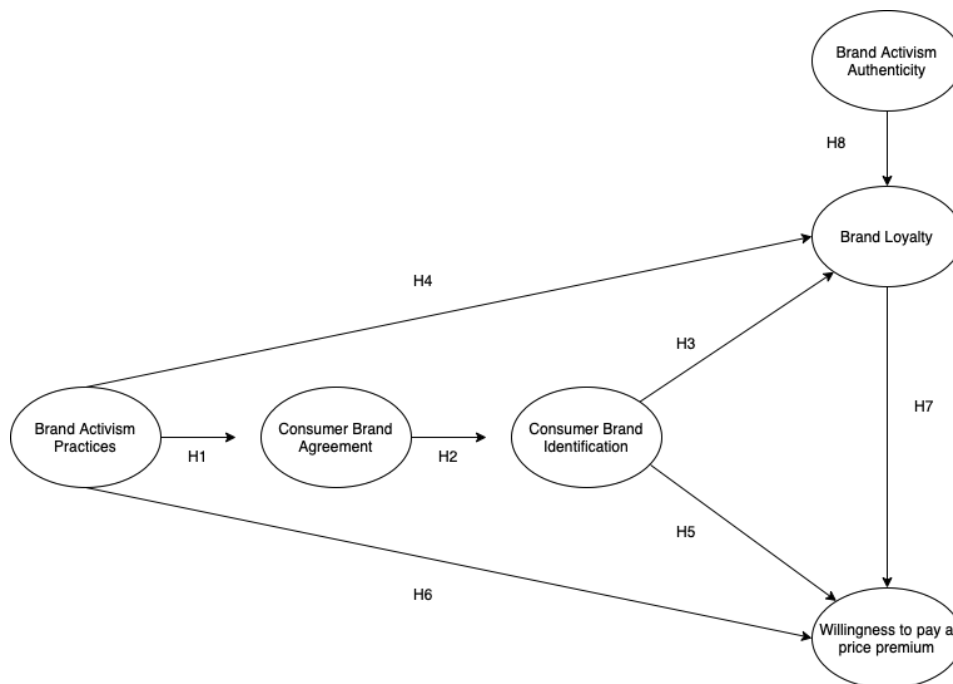 Brand Activism
Authenticity
H8
Brand Loyalty
H4
H3
Brand Activism
Practices
H1
Consumer Brand
Agreement
H2
Consumer Brand
Identification
H7
H5
H6
Willingness to pay a
price premium